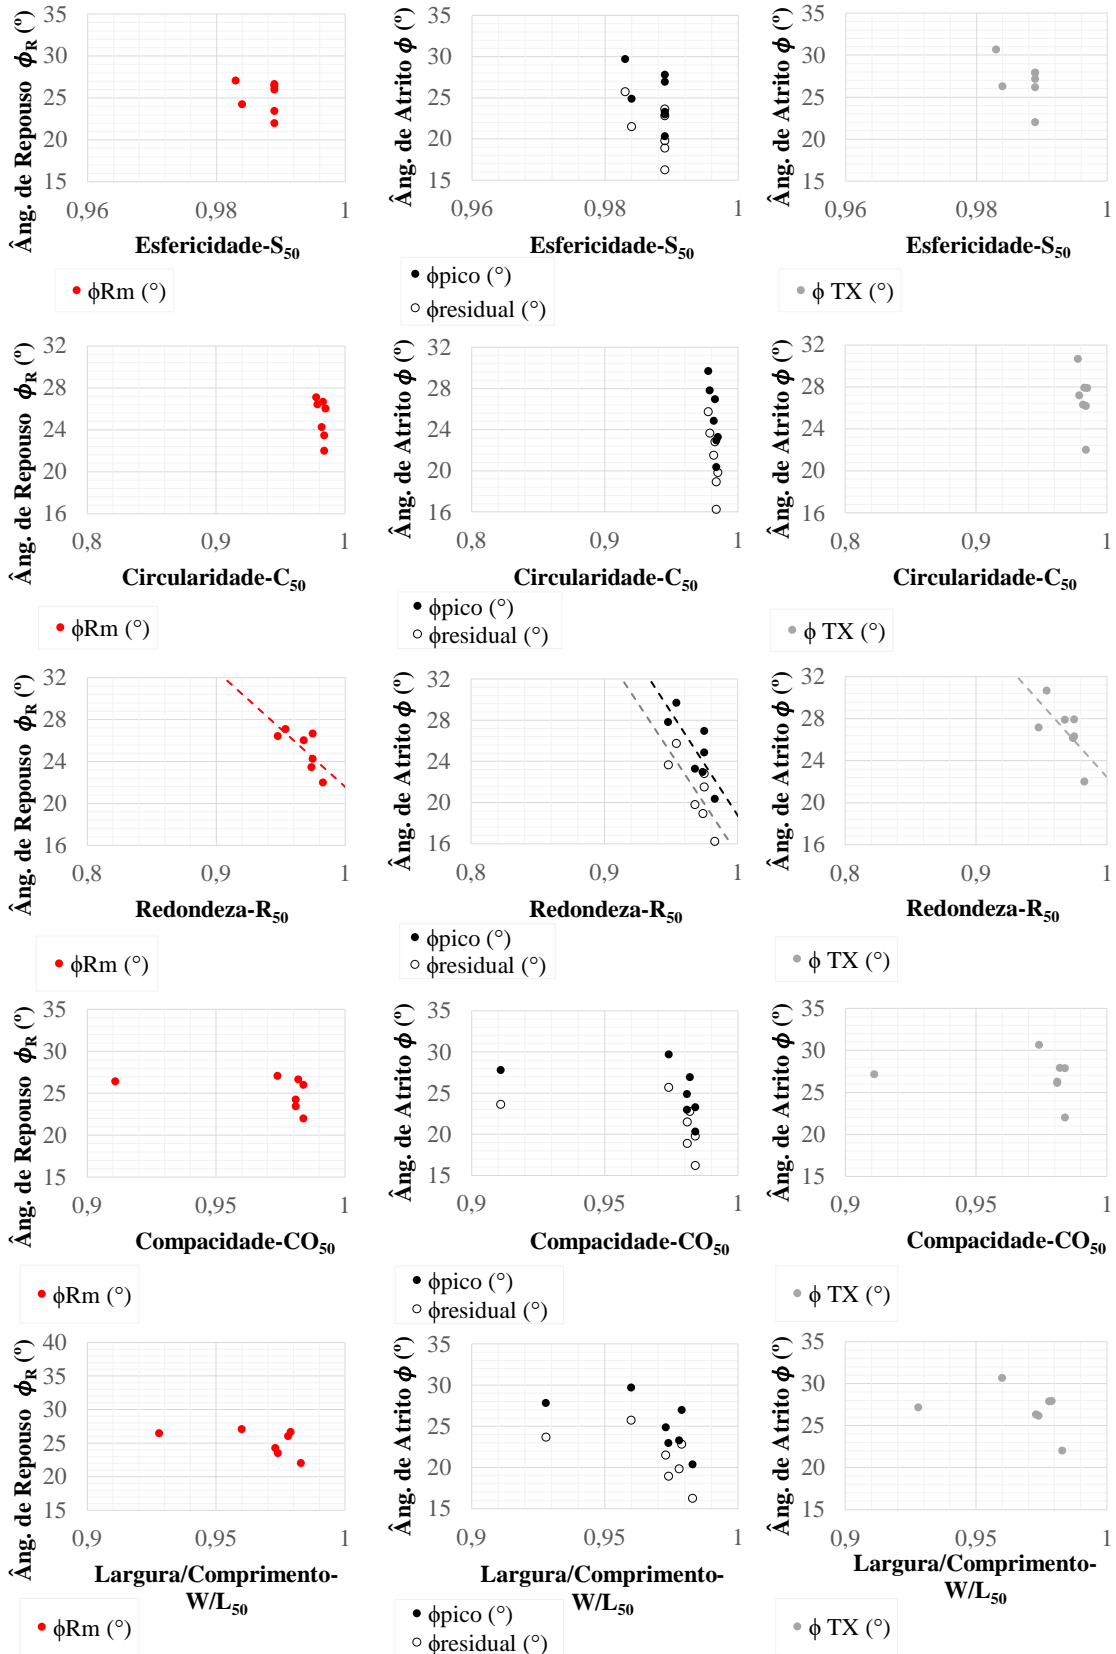 Âng. de Repouso ϕR (º)
35
30
25
20
15
0,96
0,98
1
Esfericidade-S50
ϕRm (°)
Âng. de Atrito ϕ (º)
35
30
25
20
15
0,96
0,98
1
Esfericidade-S50
ϕpico (°)
ϕresidual (°)
Âng. de Atrito ϕ (º)
35
30
25
20
15
0,96
0,98
1
Esfericidade-S50
ϕ TX (°)
Âng. de Repouso ϕR (º)
32
28
24
20
16
0,8
0,9
1
Circularidade-C50
ϕRm (°)
Âng. de Atrito ϕ (º)
32
28
24
20
16
0,8
0,9
1
Circularidade-C50
ϕpico (°)
ϕresidual (°)
Âng. de Atrito ϕ (º)
32
28
24
20
16
0,8
0,9
1
Circularidade-C50
ϕ TX (°)
Âng. de Repouso ϕR (º)
32
28
24
20
16
0,8
0,9
1
Redondeza-R50
ϕRm (°)
Âng. de Atrito ϕ (º)
32
28
24
20
16
0,8
0,9
1
Redondeza-R50
ϕpico (°)
ϕresidual (°)
Âng. de Atrito ϕ (º)
32
28
24
20
16
0,8
0,9
1
Redondeza-R50
ϕ TX (°)
Âng. de Repouso ϕR (º)
35
30
25
20
15
0,9
0,95
1
Compacidade-CO50
ϕRm (°)
Âng. de Atrito ϕ (º)
35
30
25
20
15
0,9
0,95
1
Compacidade-CO50
ϕpico (°)
ϕresidual (°)
Âng. de Atrito ϕ (º)
35
30
25
20
15
0,9
0,95
1
Compacidade-CO50
ϕ TX (°)
Âng. de Repouso ϕR (º)
40
35
30
25
20
15
0,9
0,95
1
Largura/Comprimento-
W/L50
ϕRm (°)
Âng. de Atrito ϕ (º)
35
30
25
20
15
0,9
0,95
1
Largura/Comprimento-
W/L50
ϕpico (°)
ϕresidual (°)
Âng. de Atrito ϕ (º)
35
30
25
20
15
0,9
0,95
1
Largura/Comprimento-
W/L50
ϕ TX (°)